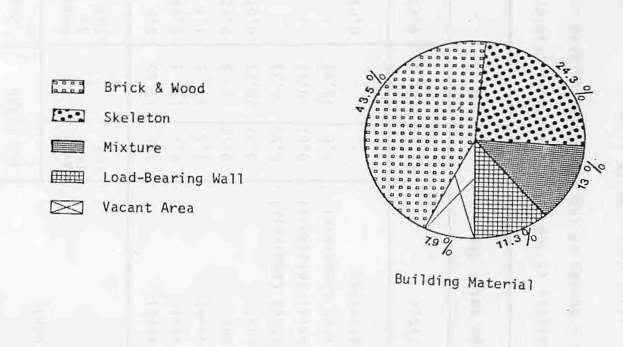 Brick & Wood
Skeleton
Mixture
Load-Bearing Wall
Vacant Area
43.5 %
24.3 %
13 %
11.3 %
7.9 %
Building Material